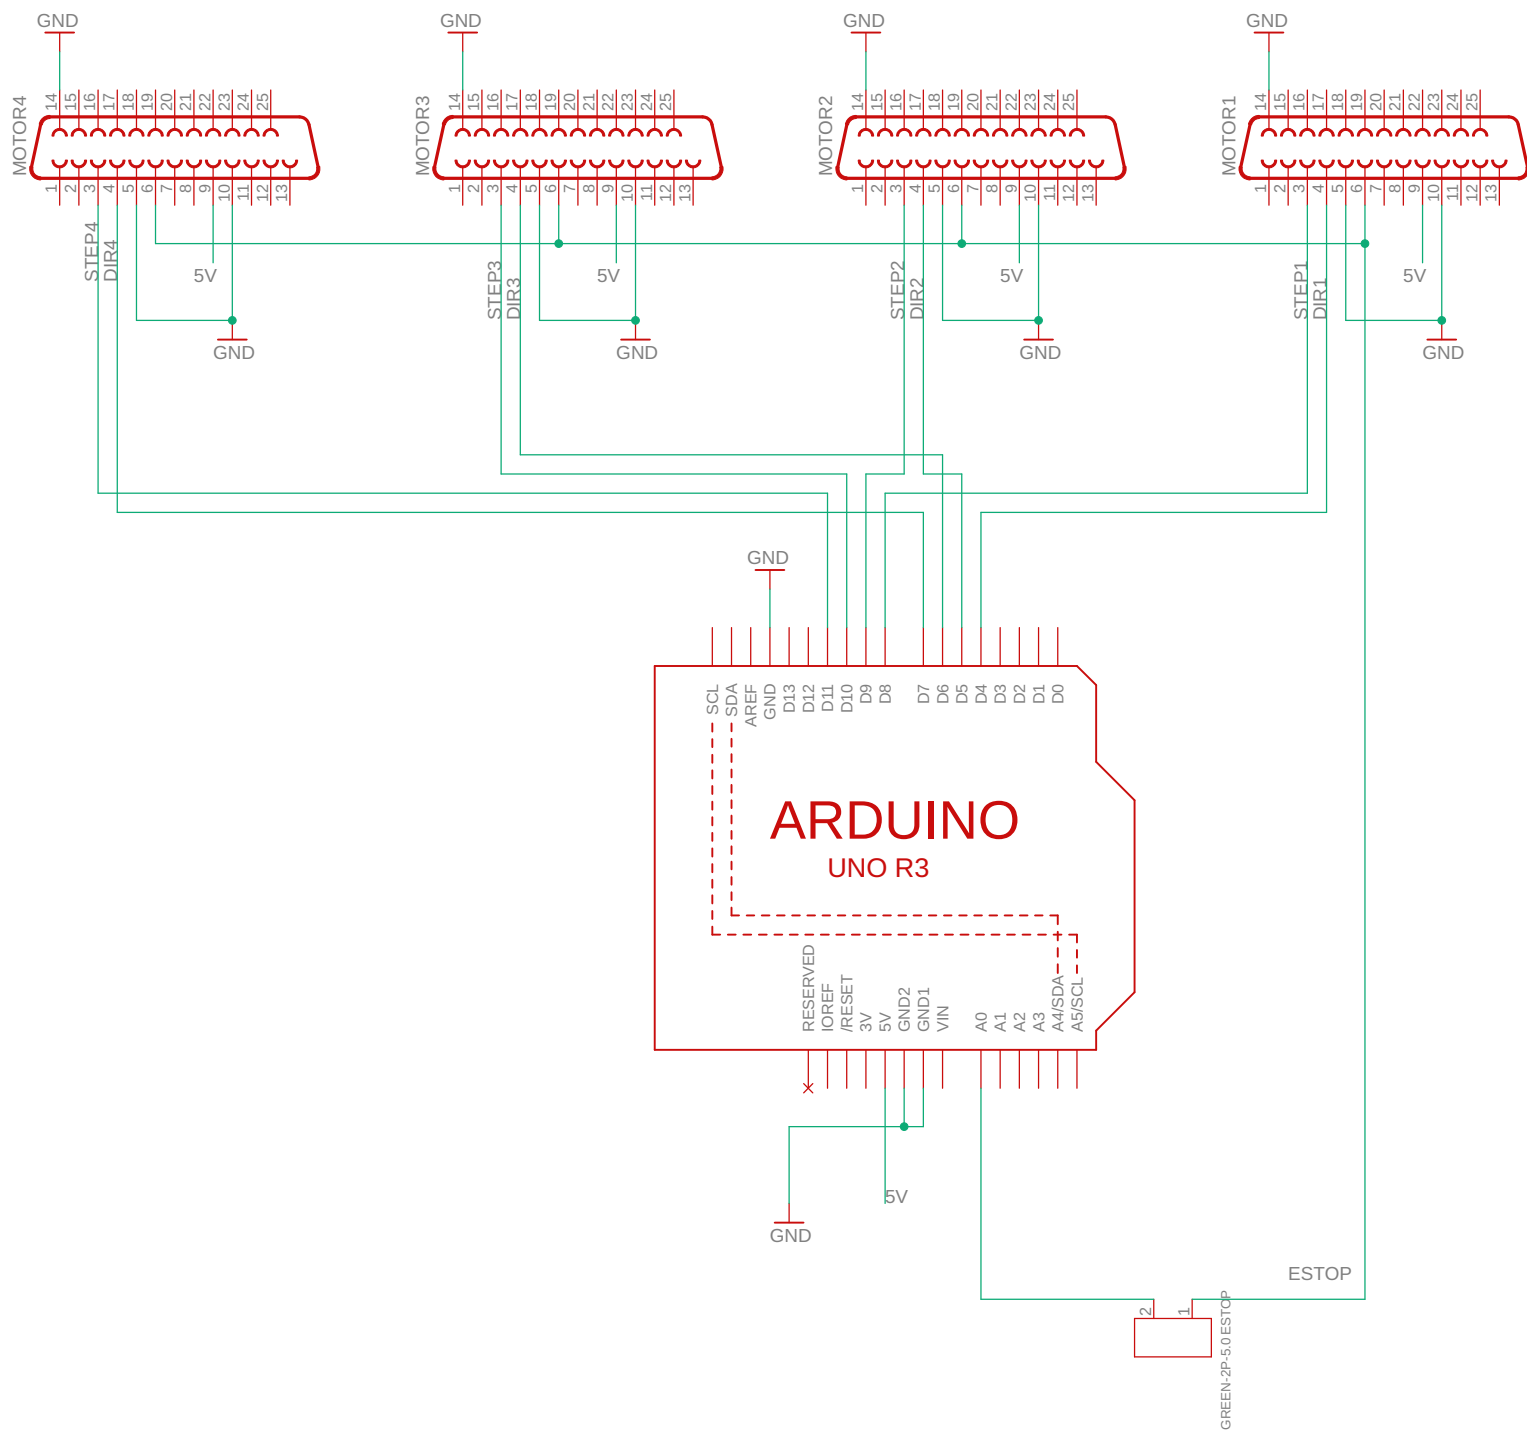 GND GND GND GND
MOTOR4 14 15 16 17 18 19 20 21 22 23 24 25
1 2 3 4 5 6 7 8 9 10 11 12 13
MOTOR3 14 15 16 17 18 19 20 21 22 23 24 25
1 2 3 4 5 6 7 8 9 10 11 12 13
MOTOR2 14 15 16 17 18 19 20 21 22 23 24 25
1 2 3 4 5 6 7 8 9 10 11 12 13
MOTOR1 14 15 16 17 18 19 20 21 22 23 24 25
1 2 3 4 5 6 7 8 9 10 11 12 13
STEP4
DIR4
5V
STEP3
DIR3
5V
STEP2
DIR2
5V
STEP1
DIR1
5V
GND GND GND GND
GND
SCL SDA AREF GND D13 D12 D11 D10 D9 D8 D7 D6 D5 D4 D3 D2 D1 D0
ARDUINO
UNO R3
RESERVED IOREF /RESET 3V 5V GND2 GND1 VIN A0 A1 A2 A3 A4/SDA A5/SCL
5V
GND
ESTOP
2 1
GREEN-2P-5.0 ESTOP